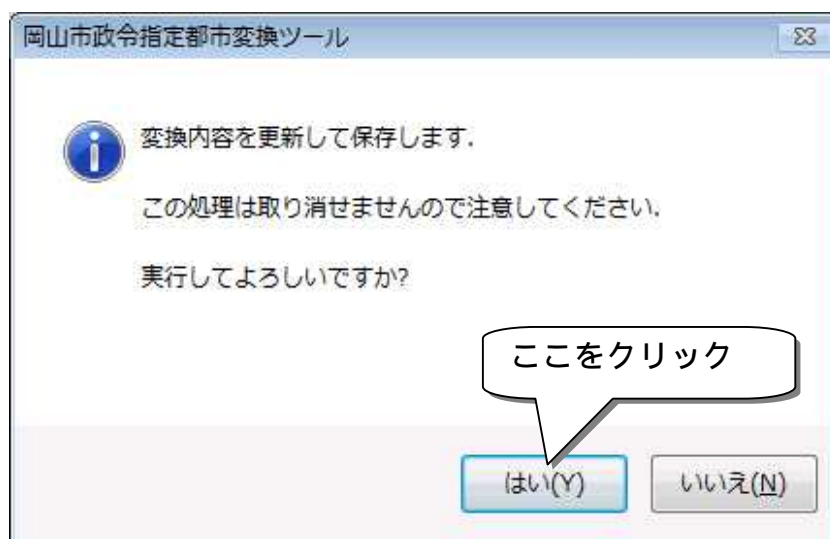 岡山市政令指定都市変換ツール
変換内容を更新して保存します.
この処理は取り消せませんので注意してください.
実行してよろしいですか?
ここをクリック
はい(Y)
いいえ(N)